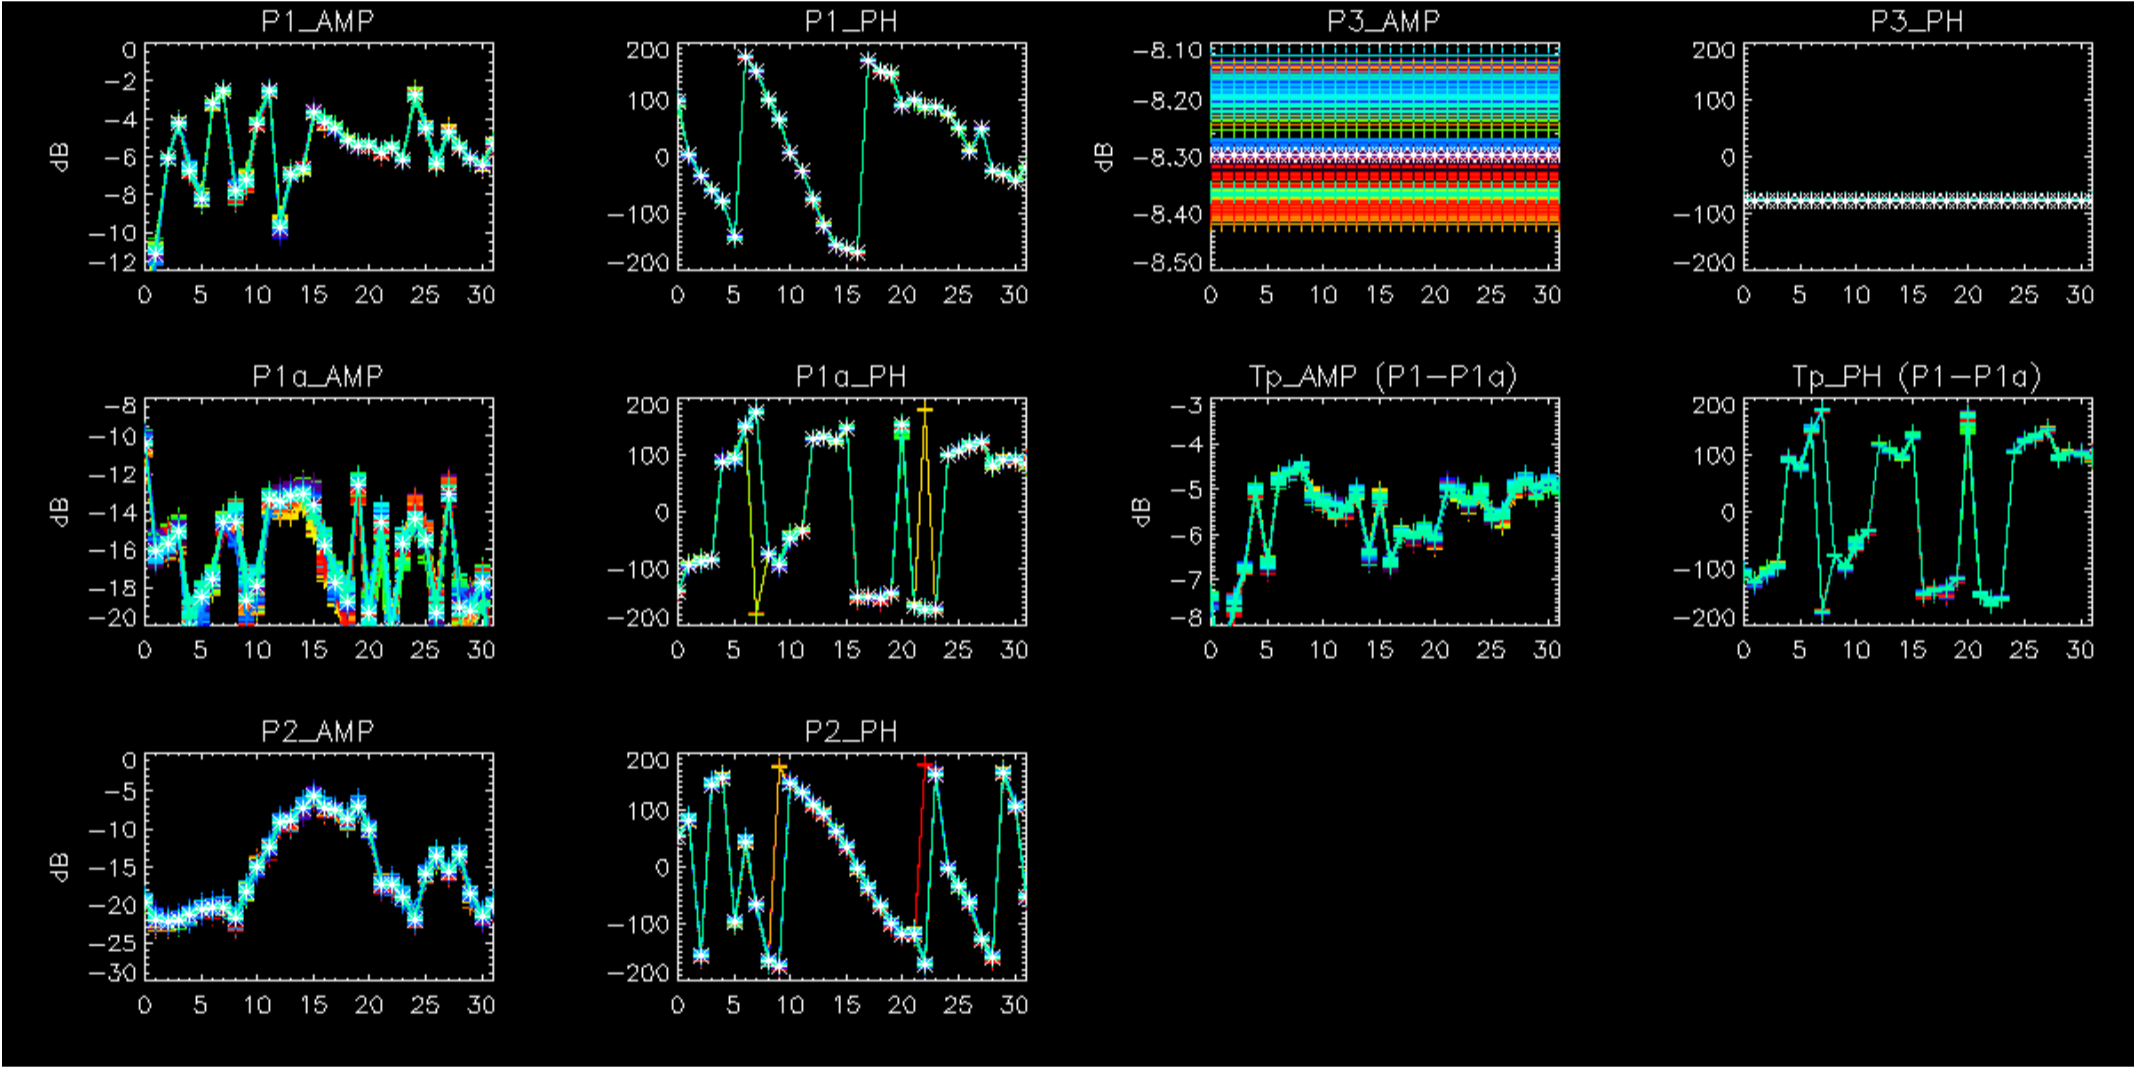 P1_AMP
0
−2
−4
−6
−8
−10
−12
dB
0 5 10 15 20 25 30
P1_PH
200
100
0
−100
−200
0 5 10 15 20 25 30
P3_AMP
−8.10
−8.20
−8.30
−8.40
−8.50
dB
0 5 10 15 20 25 30
P3_PH
200
100
0
−100
−200
0 5 10 15 20 25 30
P1a_AMP
−8
−10
−12
−14
−16
−18
−20
dB
0 5 10 15 20 25 30
P1a_PH
200
100
0
−100
−200
0 5 10 15 20 25 30
Tp_AMP (P1−P1a)
−3
−4
−5
−6
−7
−8
dB
0 5 10 15 20 25 30
Tp_PH (P1−P1a)
200
100
0
−100
−200
0 5 10 15 20 25 30
P2_AMP
0
−5
−10
−15
−20
−25
−30
dB
0 5 10 15 20 25 30
P2_PH
200
100
0
−100
−200
0 5 10 15 20 25 30